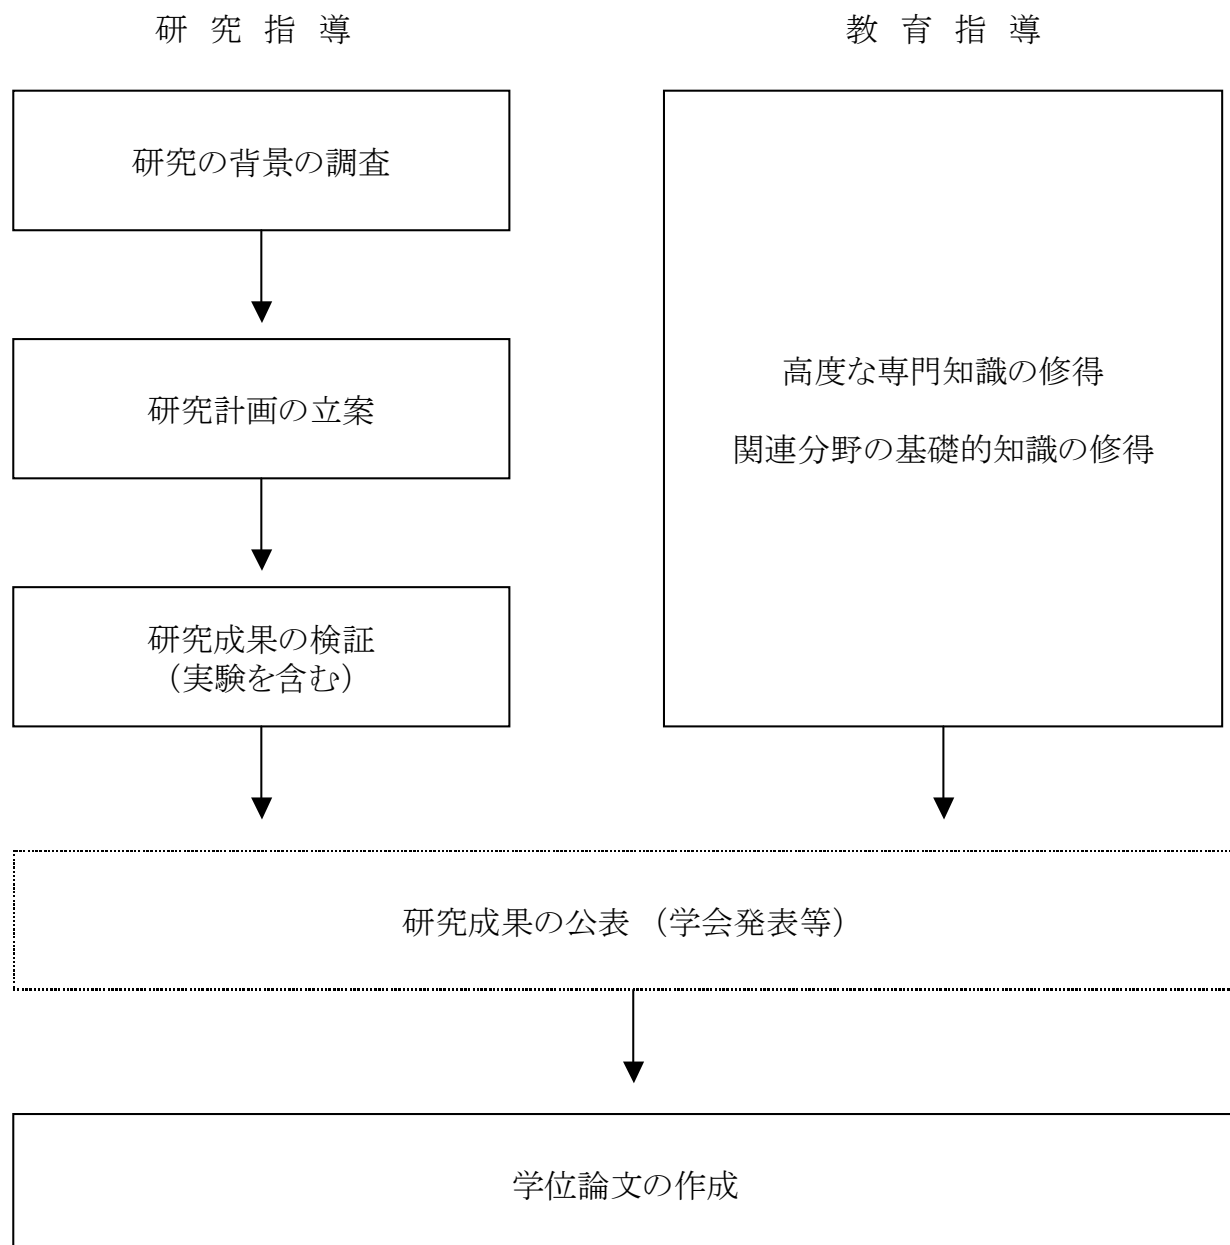 研 究 指 導
教 育 指 導
研究の背景の調査
研究計画の立案
研究成果の検証
（実験を含む）
高度な専門知識の修得
関連分野の基礎的知識の修得
研究成果の公表 （学会発表等）
学位論文の作成